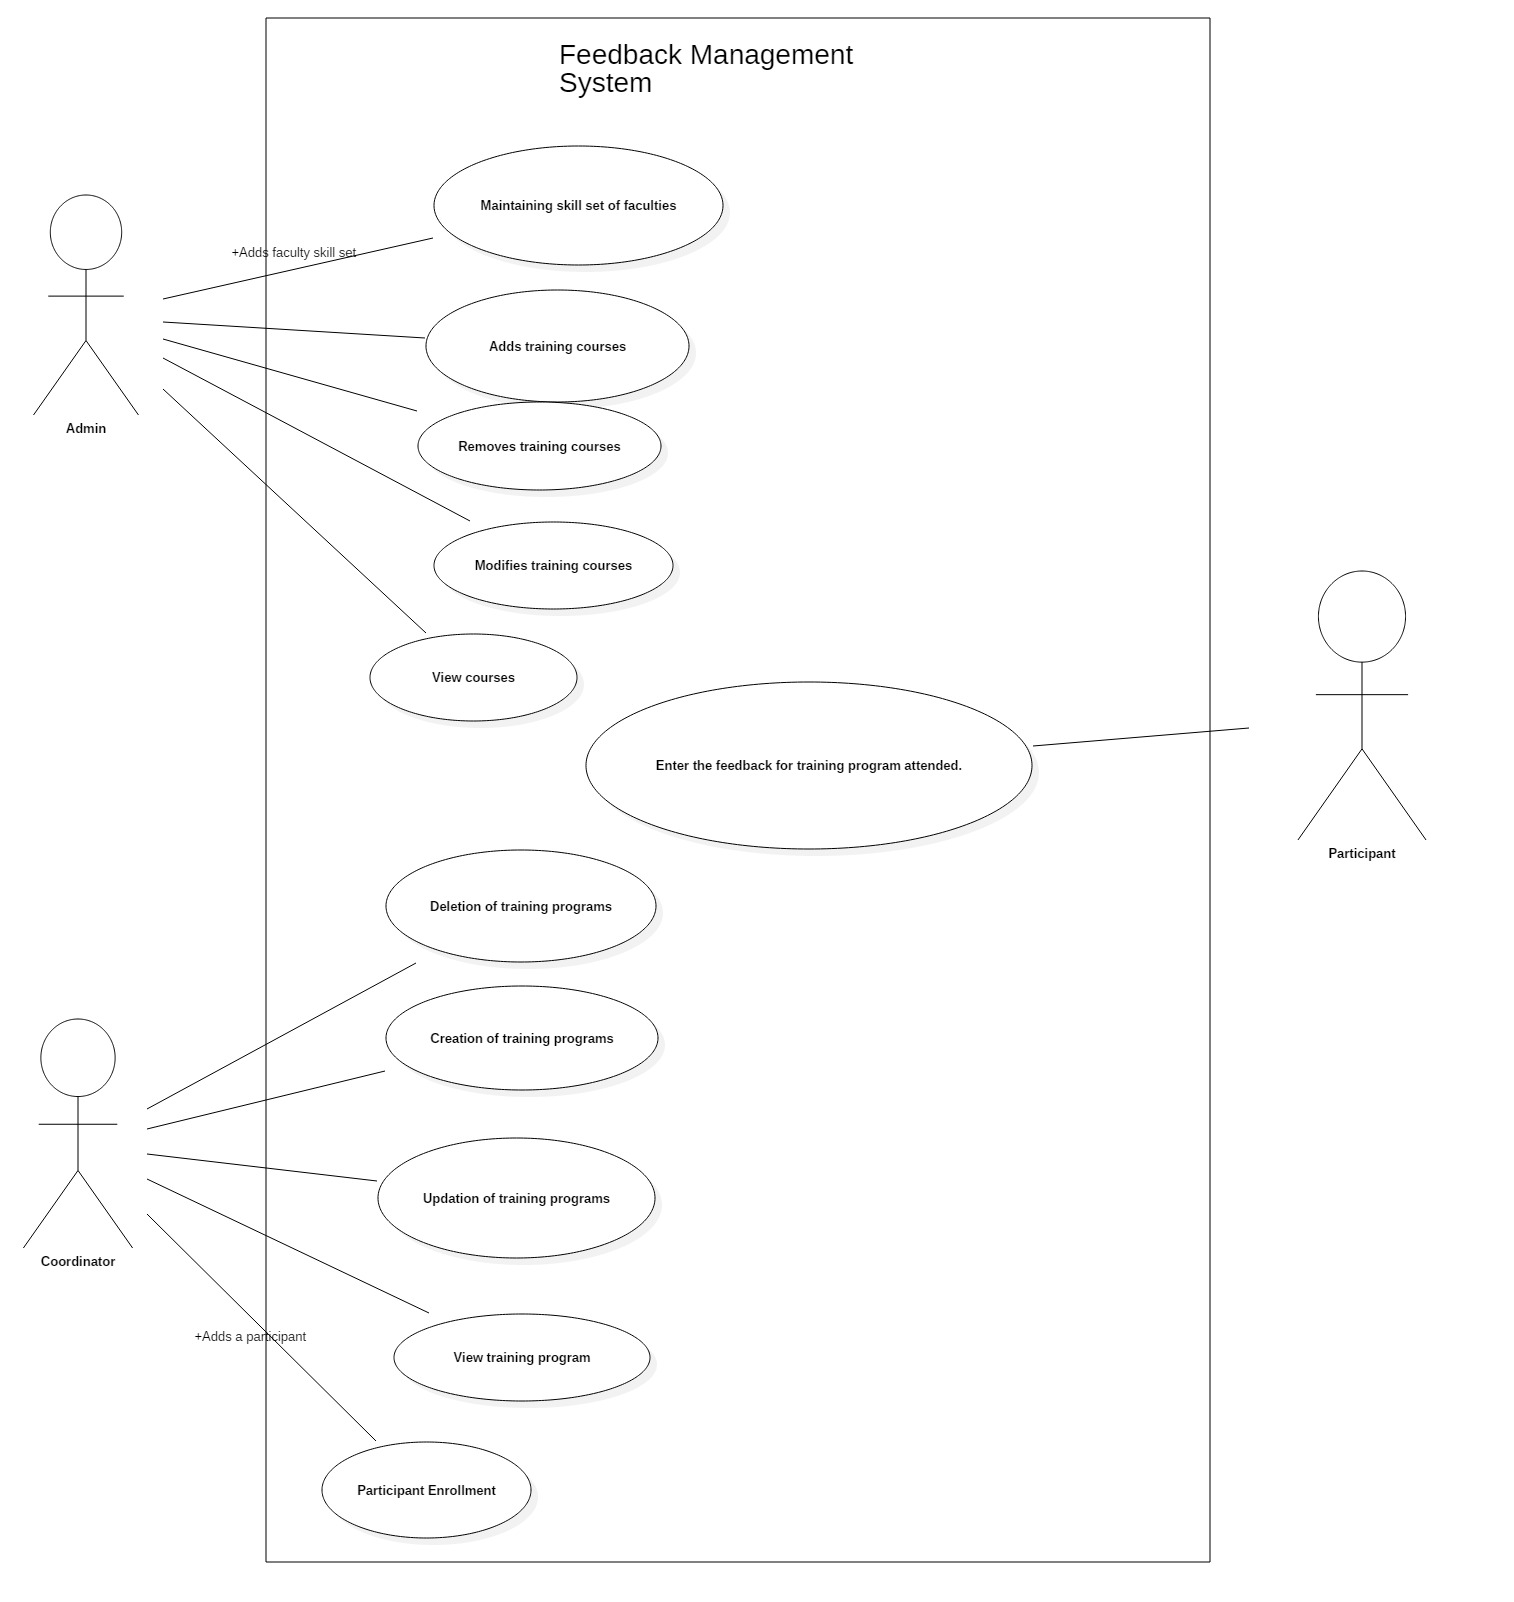 Feedback Management
System
Maintaining skill set of faculties
+Adds faculty skill set
Adds training courses
Admin
Removes training courses
Modifies training courses
View courses
Enter the feedback for training program attended.
Participant
Deletion of training programs
Creation of training programs
Updation of training programs
Coordinator
+Adds a participant
View training program
Participant Enrollment